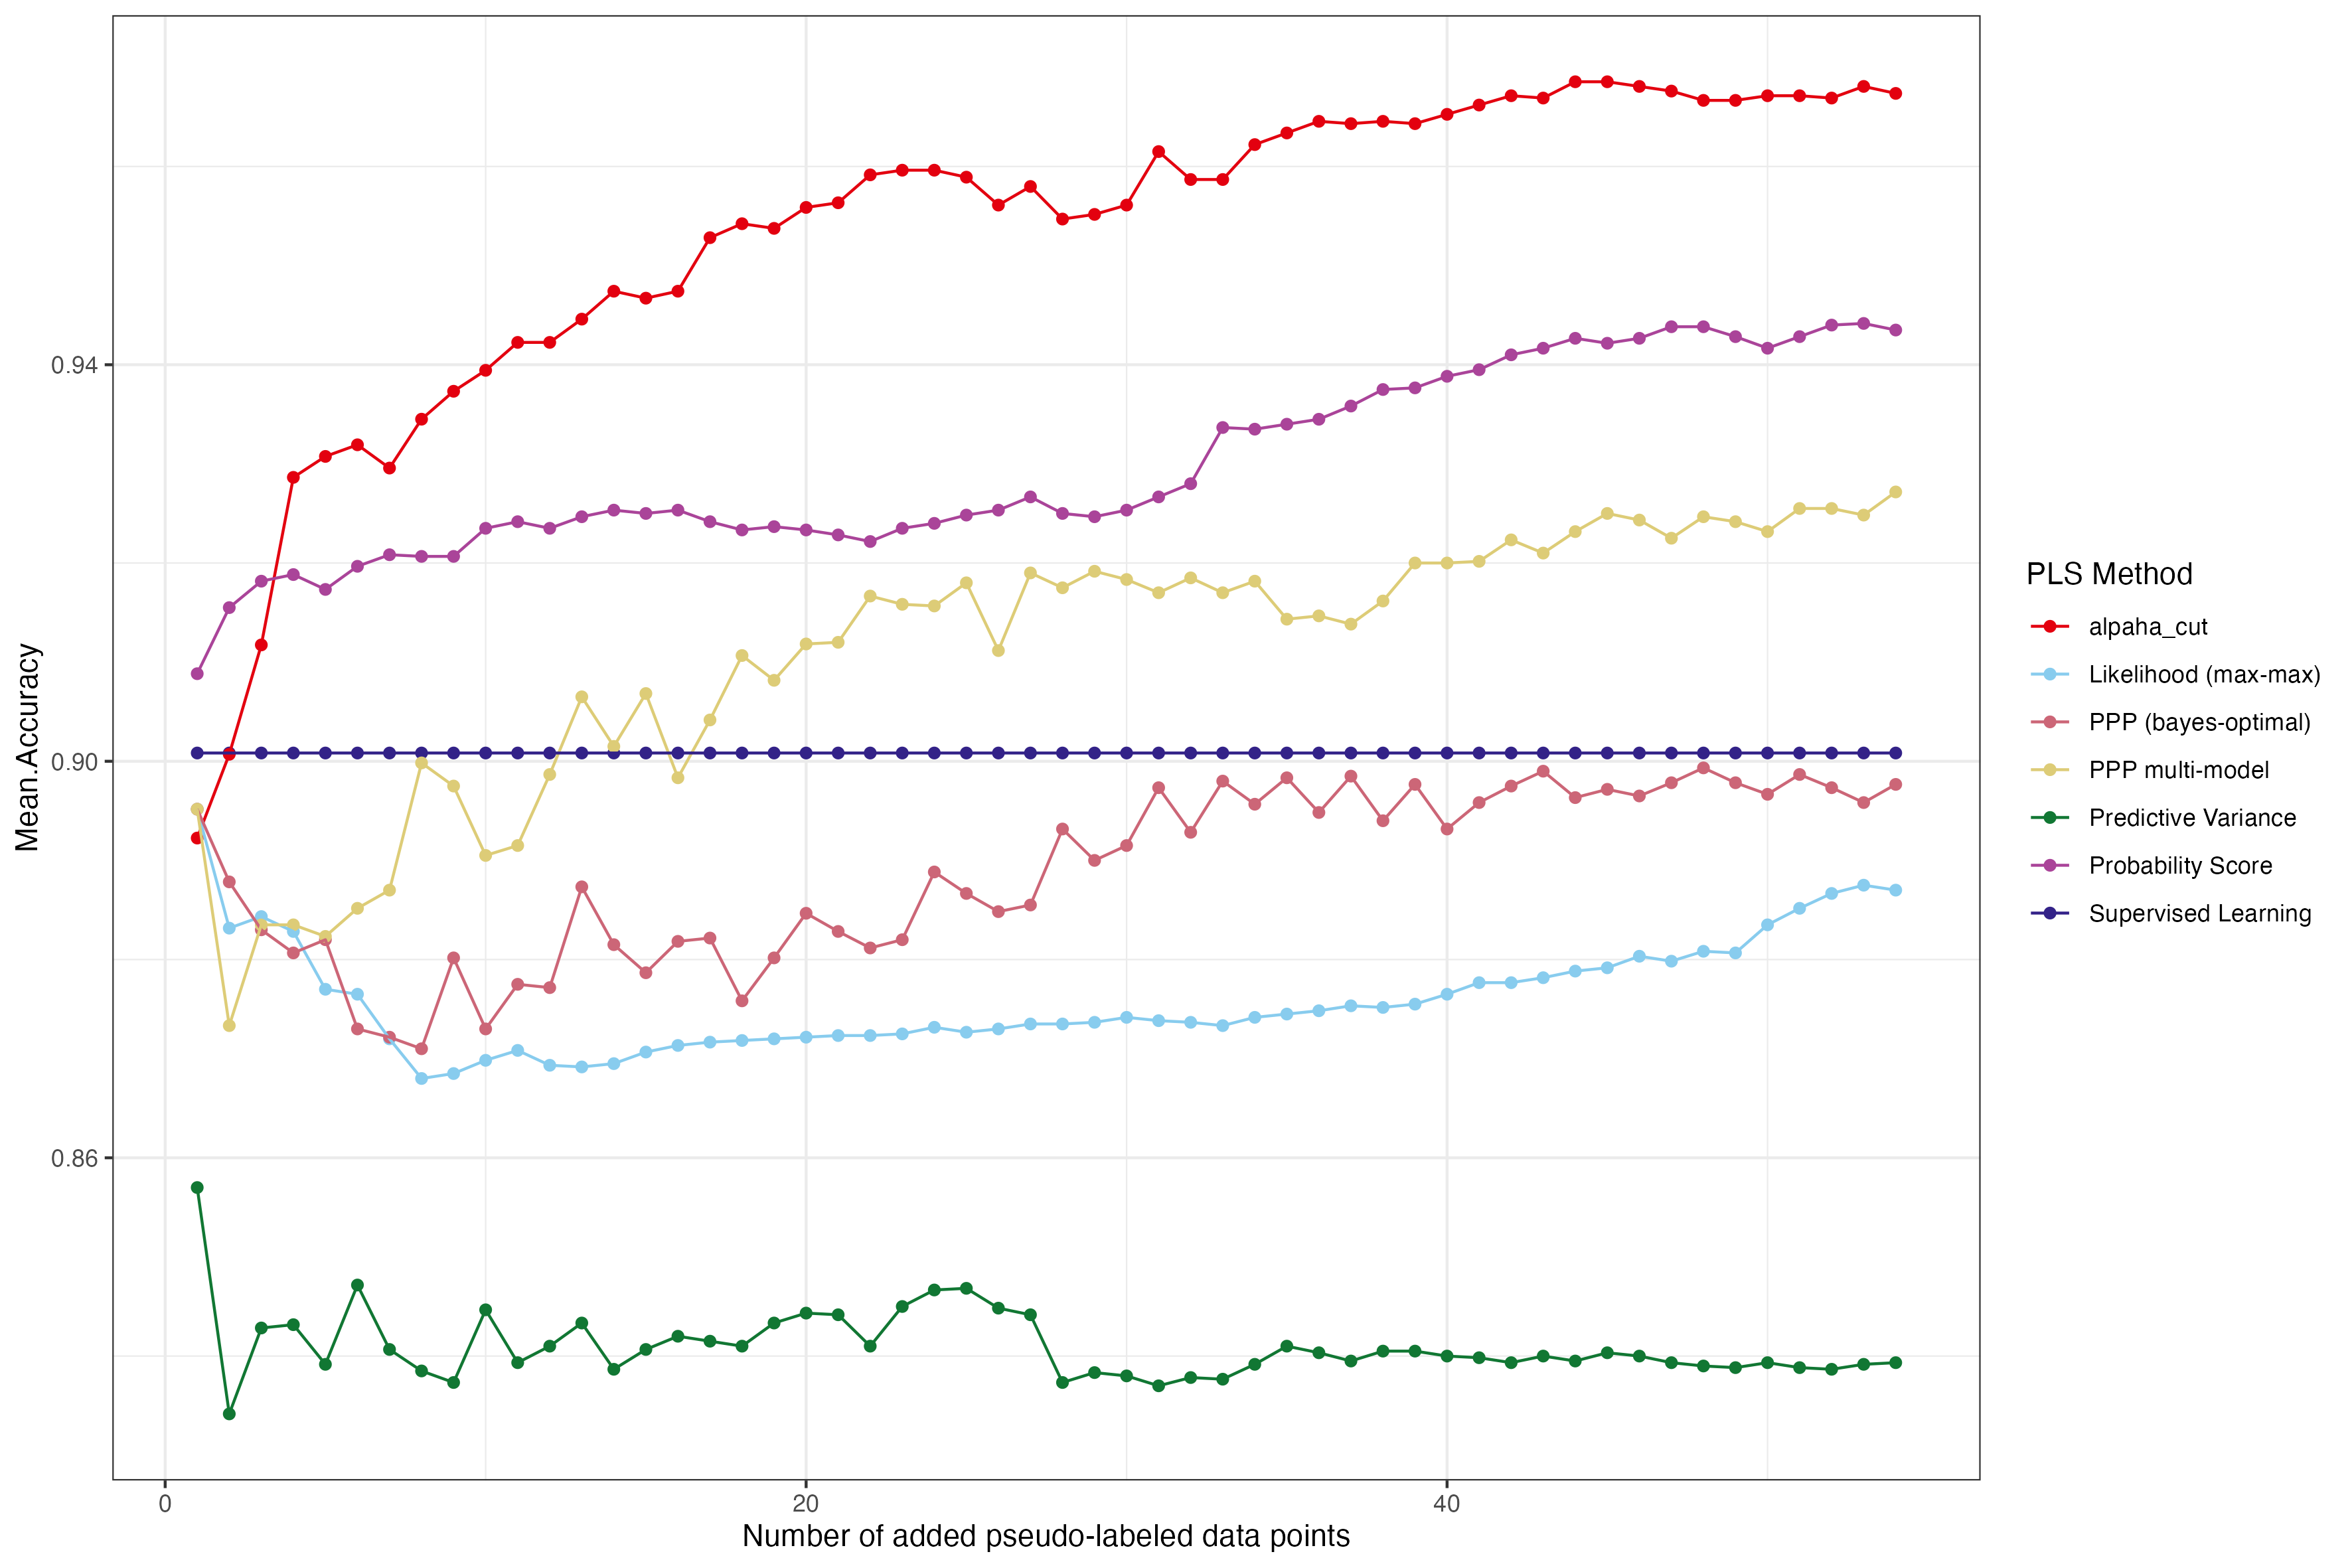 0.94
0.90
0.86
Mean.Accuracy
0
20
40
Number of added pseudo-labeled data points
PLS Method
alpaha_cut
Likelihood (max-max)
PPP (bayes-optimal)
PPP multi-model
Predictive Variance
Probability Score
Supervised Learning